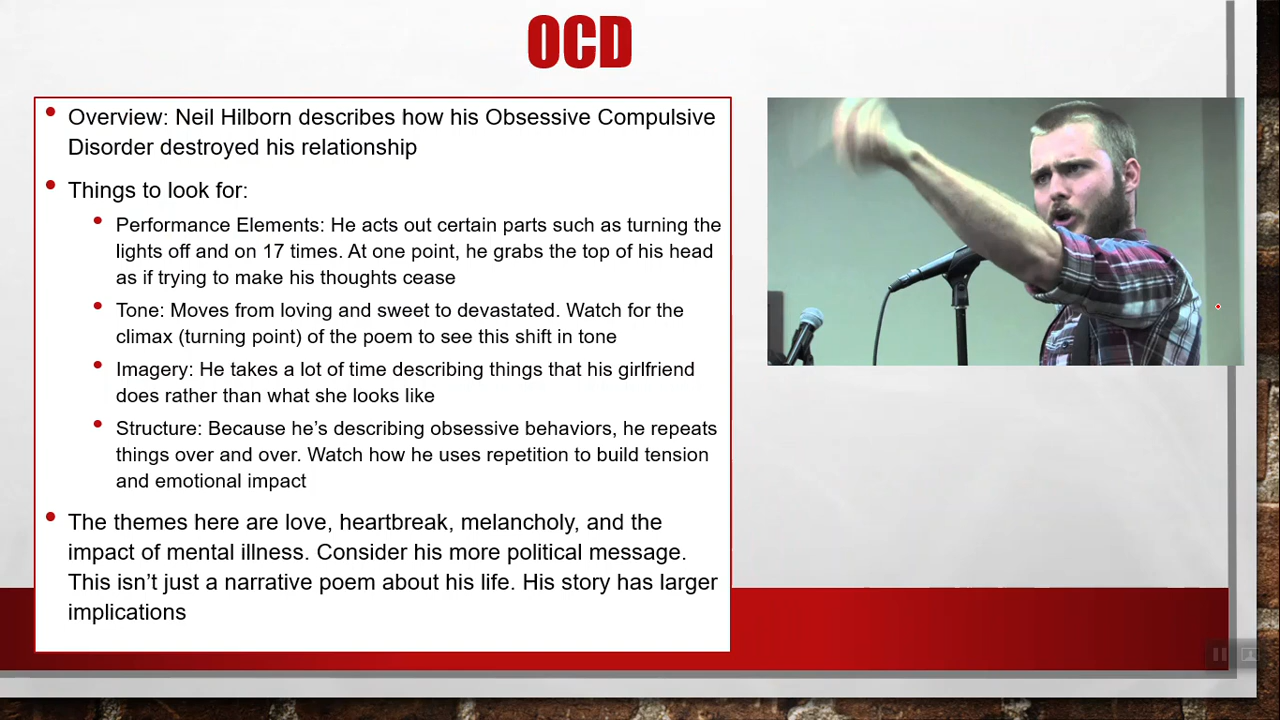 OCD
Overview: Neil Hilborn describes how his Obsessive Compulsive
Disorder destroyed his relationship
Things to look for:
Performance Elements: He acts out certain parts such as turning the
lights off and on 17 times. At one point, he grabs the top of his head
as if trying to make his thoughts cease
Tone: Moves from loving and sweet to devastated. Watch for the
climax (turning point) of the poem to see this shift in tone
Imagery: He takes a lot of time describing things that his girlfriend
does rather than what she looks like
Structure: Because he’s describing obsessive behaviors, he repeats
things over and over. Watch how he uses repetition to build tension
and emotional impact
The themes here are love, heartbreak, melancholy, and the
impact of mental illness. Consider his more political message.
This isn’t just a narrative poem about his life. His story has larger
implications